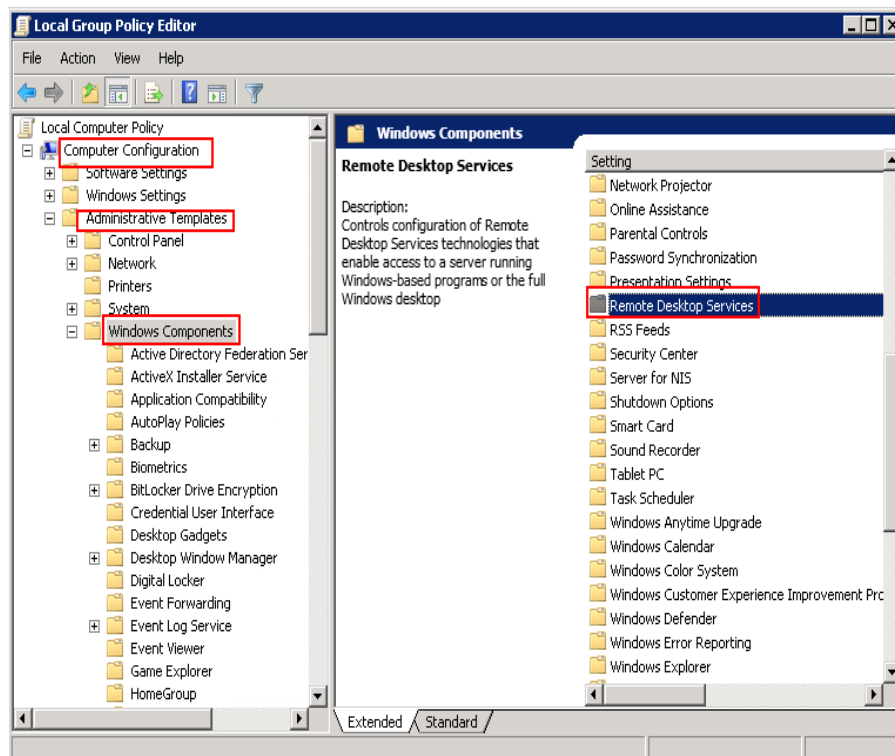 Local Group Policy Editor
File Action View Help
Local Computer Policy
Computer Configuration
Software Settings
Windows Settings
Administrative Templates
Control Panel
Network
Printers
System
Windows Components
Active Directory Federation Ser
ActiveX Installer Service
Application Compatibility
AutoPlay Policies
Backup
Biometrics
BitLocker Drive Encryption
Credential User Interface
Desktop Gadgets
Desktop Window Manager
Digital Locker
Event Forwarding
Event Log Service
Event Viewer
Game Explorer
HomeGroup
Windows Components
Remote Desktop Services
Description:
Controls configuration of Remote
Desktop Services technologies that
enable access to a server running
Windows-based programs or the full
Windows desktop
Setting
Network Projector
Online Assistance
Parental Controls
Password Synchronization
Presentation Settings
Remote Desktop Services
RSS Feeds
Security Center
Server for NIS
Shutdown Options
Smart Card
Sound Recorder
Tablet PC
Task Scheduler
Windows Anytime Upgrade
Windows Calendar
Windows Color System
Windows Customer Experience Improvement Prc
Windows Defender
Windows Error Reporting
Windows Explorer
Extended Standard